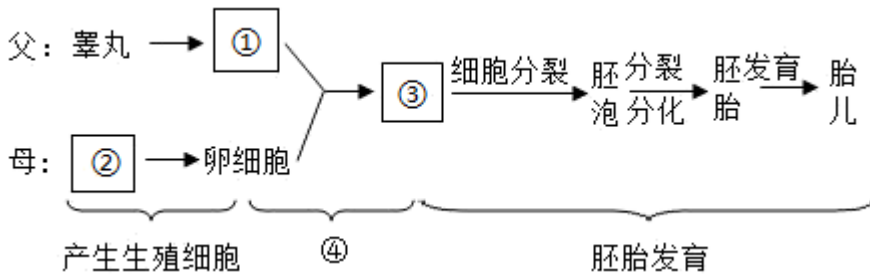 父：睾丸 ① 
③ 细胞分裂 胚泡 分裂 分化 胚胎 发育 胎儿
母： ② 卵细胞
产生生殖细胞 ④ 胚胎发育